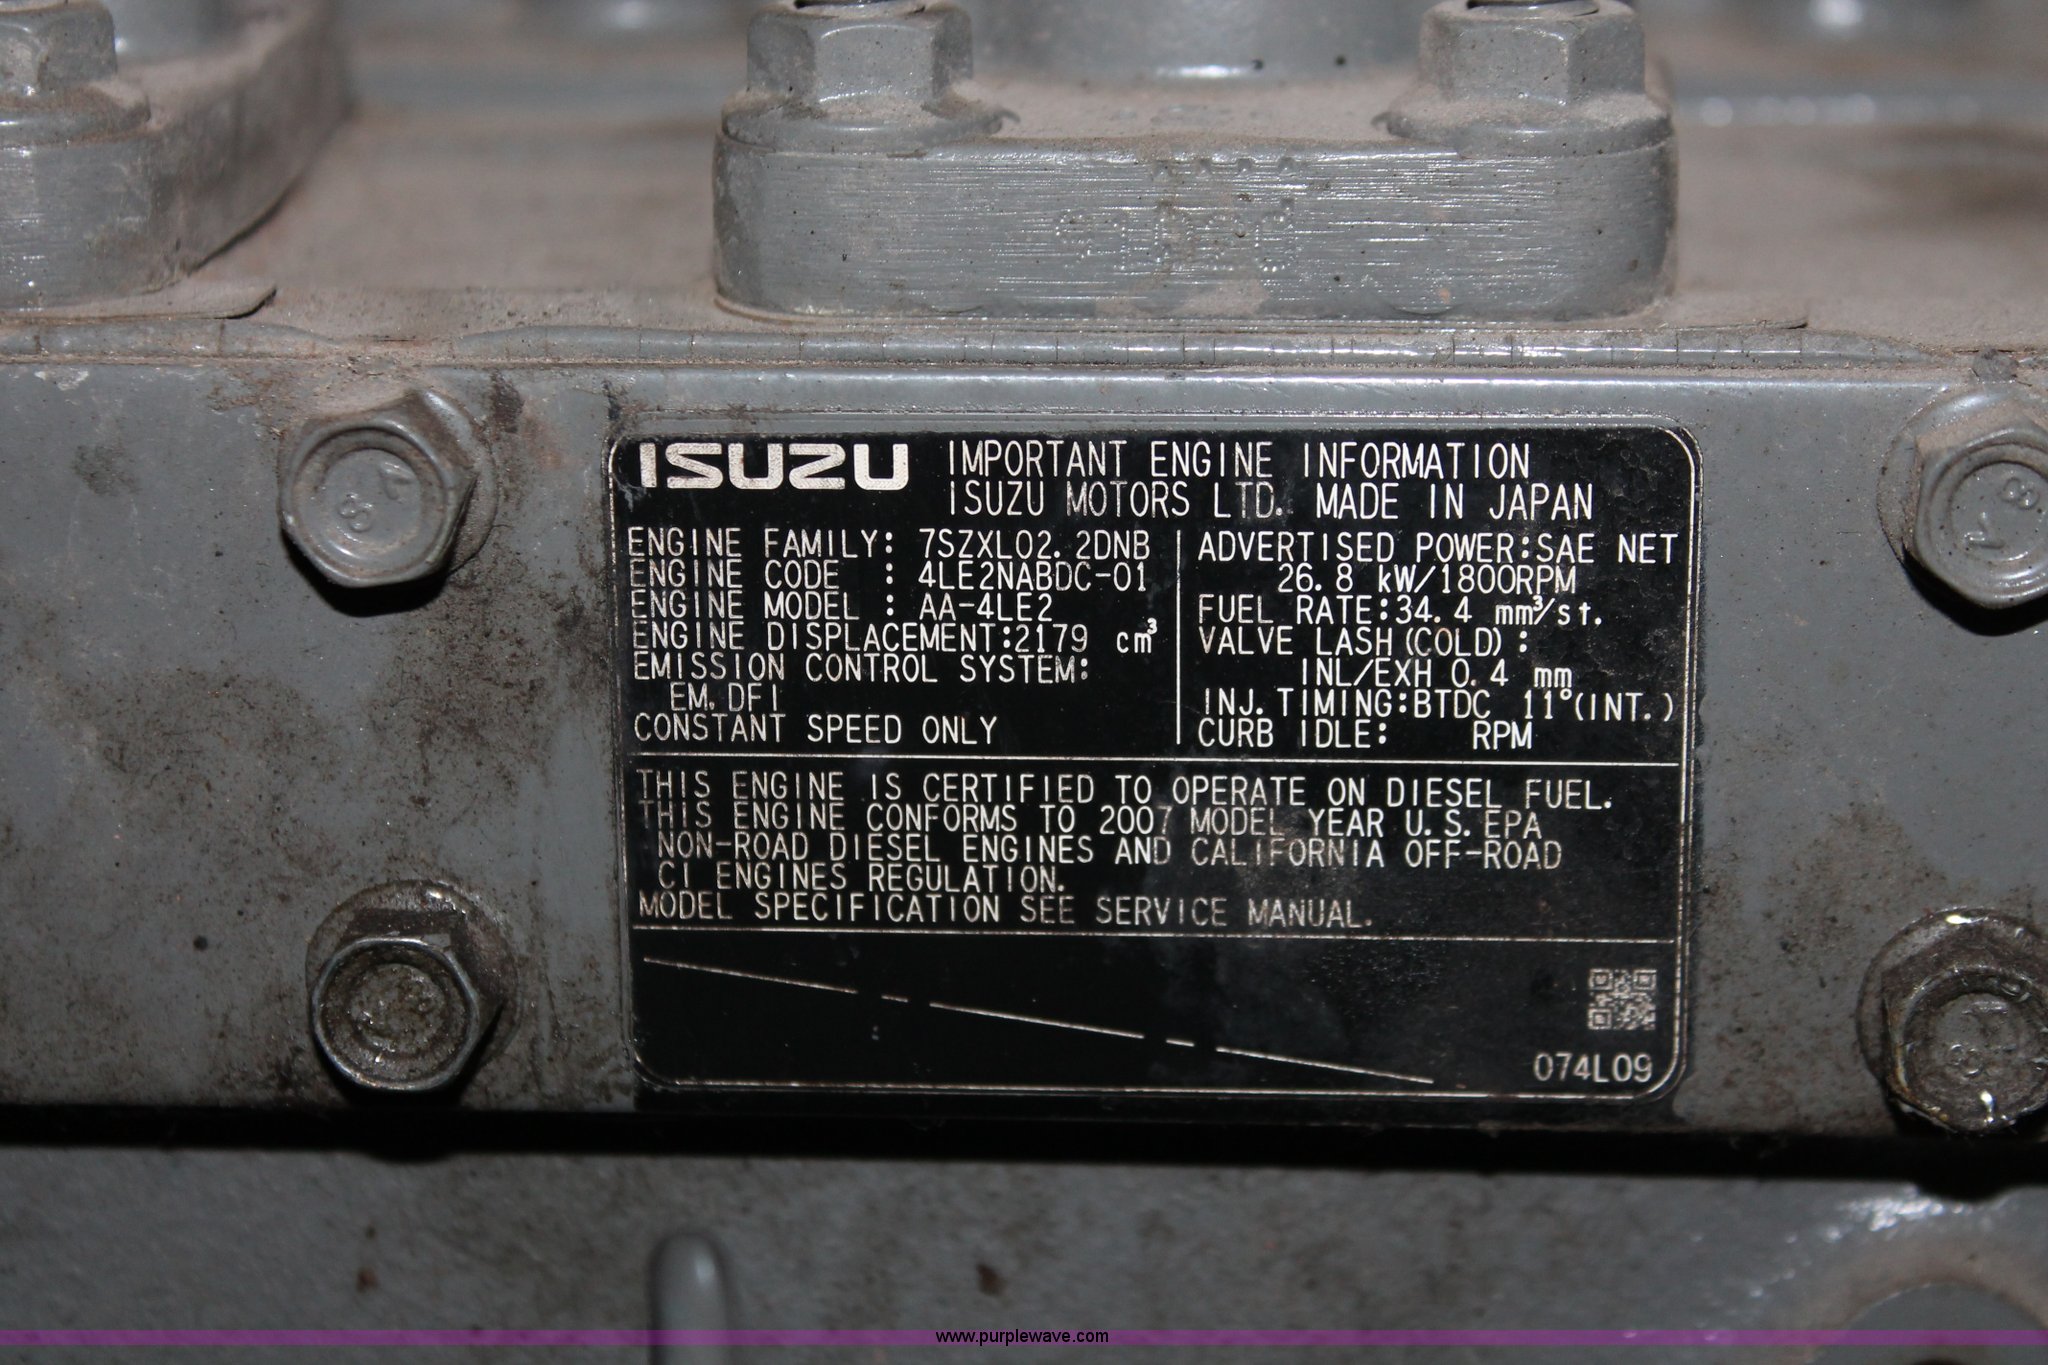 ISUZU IMPORTANT ENGINE INFORMATION
ISUZU MOTORS LTD. MADE IN JAPAN
ENGINE FAMILY: 7SZXL02.2DNB
ENGINE CODE : 4LE2NABDC-01
ENGINE MODEL : AA-4LE2
ENGINE DISPLACEMENT:2179 cm³
EMISSION CONTROL SYSTEM:
EM, DFI
CONSTANT SPEED ONLY
ADVERTISED POWER:SAE NET
26.8 kW/1800RPM
FUEL RATE:34.4 mm³/st.
VALVE LASH(COLD):
INL/EXH 0.4 mm
INJ.TIMING:BTDC 11°(INT.)
CURB IDLE: RPM
THIS ENGINE IS CERTIFIED TO OPERATE ON DIESEL FUEL.
THIS ENGINE CONFORMS TO 2007 MODEL YEAR U.S.EPA
NON-ROAD DIESEL ENGINES AND CALIFORNIA OFF-ROAD
CI ENGINES REGULATION.
MODEL SPECIFICATION SEE SERVICE MANUAL.
074L09
www.purplewave.com